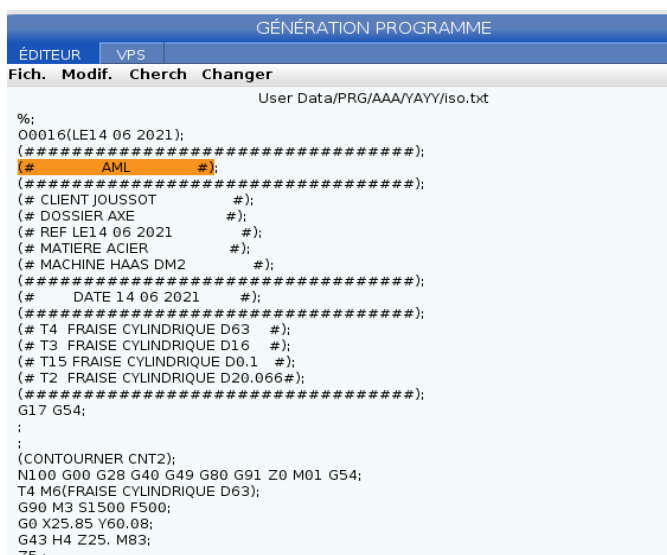 GÉNÉRATION PROGRAMME
ÉDITEUR VPS
Fich. Modif. Cherch Changer
User Data/PRG/AAA/YAYY/iso.txt
%;
O0016(LE14 06 2021);
(#################################);
(# AML #);
(#################################);
(# CLIENT JOUSSOT #);
(# DOSSIER AXE #);
(# REF LE14 06 2021 #);
(# MATIERE ACIER #);
(# MACHINE HAAS DM2 #);
(#################################);
(# DATE 14 06 2021 #);
(#################################);
(# T4 FRAISE CYLINDRIQUE D63 #);
(# T3 FRAISE CYLINDRIQUE D16 #);
(# T15 FRAISE CYLINDRIQUE D0.1 #);
(# T2 FRAISE CYLINDRIQUE D20.066#);
(#################################);
G17 G54;
;
;
(CONTOURNER CNT2);
N100 G00 G28 G40 G49 G80 G91 Z0 M01 G54;
T4 M6(FRAISE CYLINDRIQUE D63);
G90 M3 S1500 F500;
G0 X25.85 Y60.08;
G43 H4 Z25. M83;